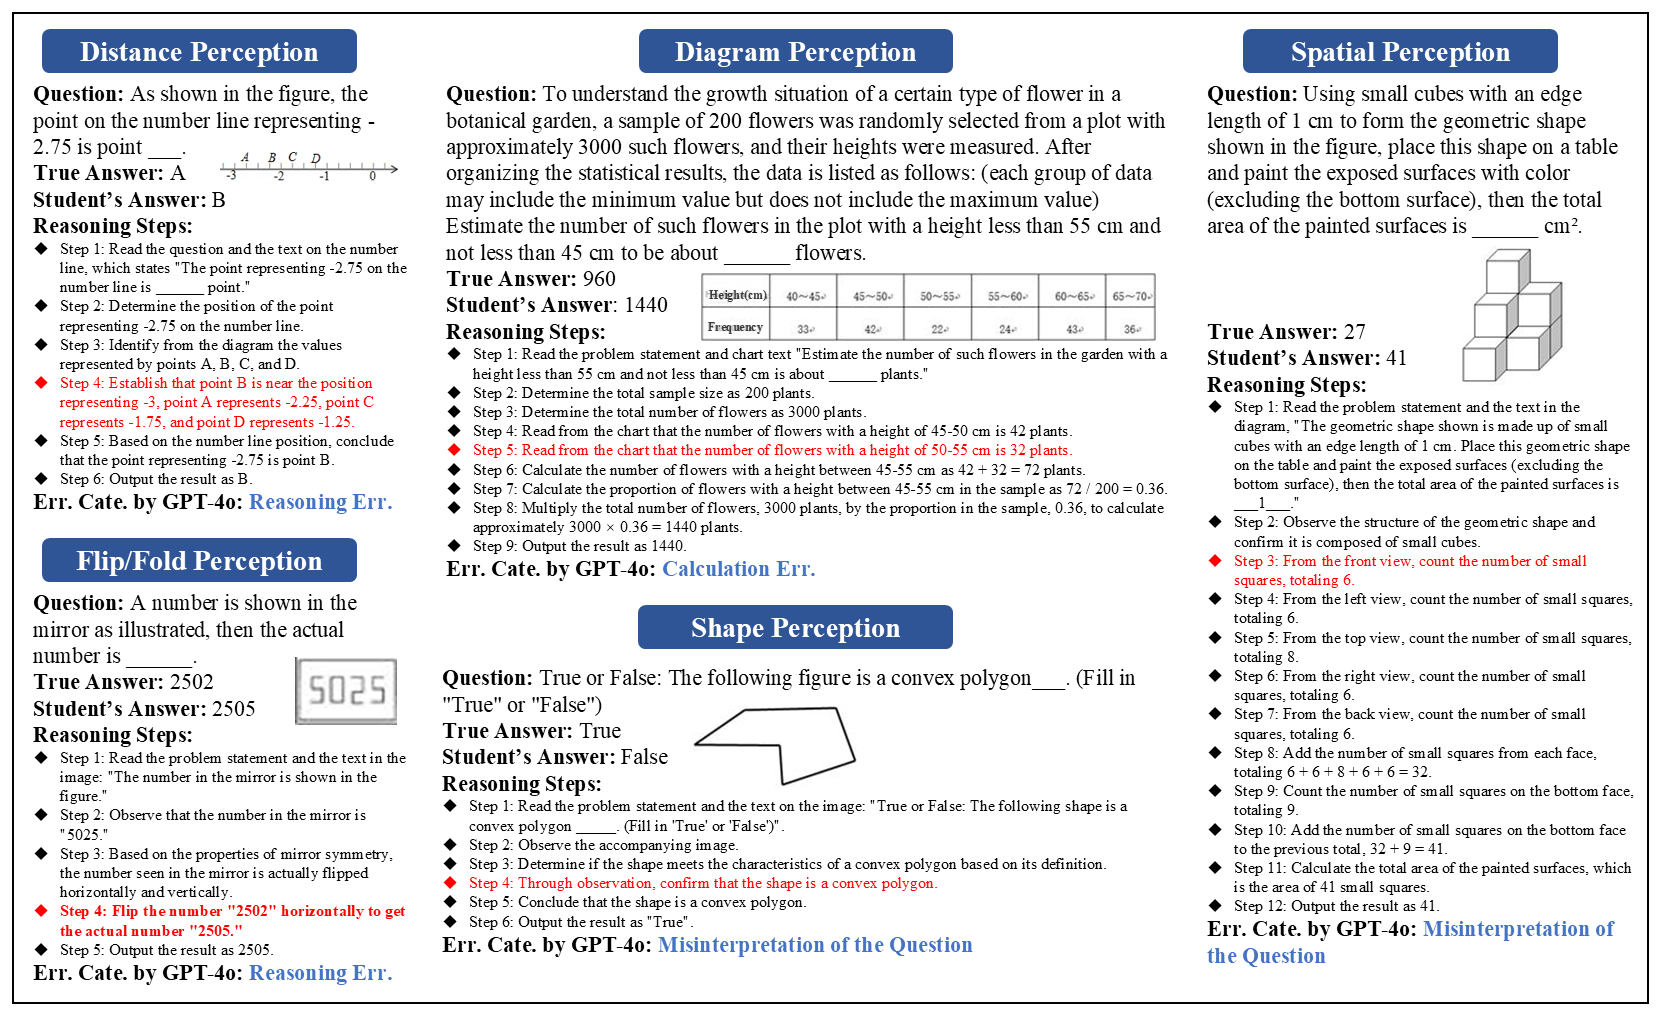 Distance Perception
Question: As shown in the figure, the
point on the number line representing -
2.75 is point ___.
True Answer: A
A B C D
-3 -2 -1 0
Student's Answer: B
Reasoning Steps:
◆ Step 1: Read the question and the text on the number
line, which states "The point representing -2.75 on the
number line is ______ point."
◆ Step 2: Determine the position of the point
representing -2.75 on the number line.
◆ Step 3: Identify from the diagram the values
represented by points A, B, C, and D.
◆ Step 4: Establish that point B is near the position
representing -3, point A represents -2.25, point C
represents -1.75, and point D represents -1.25.
◆ Step 5: Based on the number line position, conclude
that the point representing -2.75 is point B.
◆ Step 6: Output the result as B.
Err. Cate. by GPT-4o: Reasoning Err.
Flip/Fold Perception
Question: A number is shown in the
mirror as illustrated, then the actual
number is ______.
True Answer: 2502
Student's Answer: 2505
5025
Reasoning Steps:
◆ Step 1: Read the problem statement and the text in the
image: "The number in the mirror is shown in the
figure."
◆ Step 2: Observe that the number in the mirror is
"5025."
◆ Step 3: Based on the properties of mirror symmetry,
the number seen in the mirror is actually flipped
horizontally and vertically.
◆ Step 4: Flip the number "2502" horizontally to get
the actual number "2505."
◆ Step 5: Output the result as 2505.
Err. Cate. by GPT-4o: Reasoning Err.
Diagram Perception
Question: To understand the growth situation of a certain type of flower in a
botanical garden, a sample of 200 flowers was randomly selected from a plot with
approximately 3000 such flowers, and their heights were measured. After
organizing the statistical results, the data is listed as follows: (each group of data
may include the minimum value but does not include the maximum value)
Estimate the number of such flowers in the plot with a height less than 55 cm and
not less than 45 cm to be about ______ flowers.
True Answer: 960
Student's Answer: 1440
Height(cm) 40～45 45～50 50～55 55～60 60～65 65～70
Frequency 33 42 22 24 43 36
Reasoning Steps:
◆ Step 1: Read the problem statement and chart text "Estimate the number of such flowers in the garden with a
height less than 55 cm and not less than 45 cm is about ______ plants."
◆ Step 2: Determine the total sample size as 200 plants.
◆ Step 3: Determine the total number of flowers as 3000 plants.
◆ Step 4: Read from the chart that the number of flowers with a height of 45-50 cm is 42 plants.
◆ Step 5: Read from the chart that the number of flowers with a height of 50-55 cm is 32 plants.
◆ Step 6: Calculate the number of flowers with a height between 45-55 cm as 42 + 32 = 72 plants.
◆ Step 7: Calculate the proportion of flowers with a height between 45-55 cm in the sample as 72 / 200 = 0.36.
◆ Step 8: Multiply the total number of flowers, 3000 plants, by the proportion in the sample, 0.36, to calculate
approximately 3000 × 0.36 = 1440 plants.
◆ Step 9: Output the result as 1440.
Err. Cate. by GPT-4o: Calculation Err.
Shape Perception
Question: True or False: The following figure is a convex polygon___. (Fill in
"True" or "False")
True Answer: True
Student's Answer: False
Reasoning Steps:
◆ Step 1: Read the problem statement and the text on the image: "True or False: The following shape is a
convex polygon _____. (Fill in 'True' or 'False')".
◆ Step 2: Observe the accompanying image.
◆ Step 3: Determine if the shape meets the characteristics of a convex polygon based on its definition.
◆ Step 4: Through observation, confirm that the shape is a convex polygon.
◆ Step 5: Conclude that the shape is a convex polygon.
◆ Step 6: Output the result as "True".
Err. Cate. by GPT-4o: Misinterpretation of the Question
Spatial Perception
Question: Using small cubes with an edge
length of 1 cm to form the geometric shape
shown in the figure, place this shape on a table
and paint the exposed surfaces with color
(excluding the bottom surface), then the total
area of the painted surfaces is ______ cm².
True Answer: 27
Student's Answer: 41
Reasoning Steps:
◆ Step 1: Read the problem statement and the text in the
diagram, "The geometric shape shown is made up of small
cubes with an edge length of 1 cm. Place this geometric shape
on the table and paint the exposed surfaces (excluding the
bottom surface), then the total area of the painted surfaces is
___1___."
◆ Step 2: Observe the structure of the geometric shape and
confirm it is composed of small cubes.
◆ Step 3: From the front view, count the number of small
squares, totaling 6.
◆ Step 4: From the left view, count the number of small squares,
totaling 6.
◆ Step 5: From the top view, count the number of small squares,
totaling 8.
◆ Step 6: From the right view, count the number of small
squares, totaling 6.
◆ Step 7: From the back view, count the number of small
squares, totaling 6.
◆ Step 8: Add the number of small squares from each face,
totaling 6 + 6 + 8 + 6 + 6 = 32.
◆ Step 9: Count the number of small squares on the bottom face,
totaling 9.
◆ Step 10: Add the number of small squares on the bottom face
to the previous total, 32 + 9 = 41.
◆ Step 11: Calculate the total area of the painted surfaces, which
is the area of 41 small squares.
◆ Step 12: Output the result as 41.
Err. Cate. by GPT-4o: Misinterpretation of
the Question